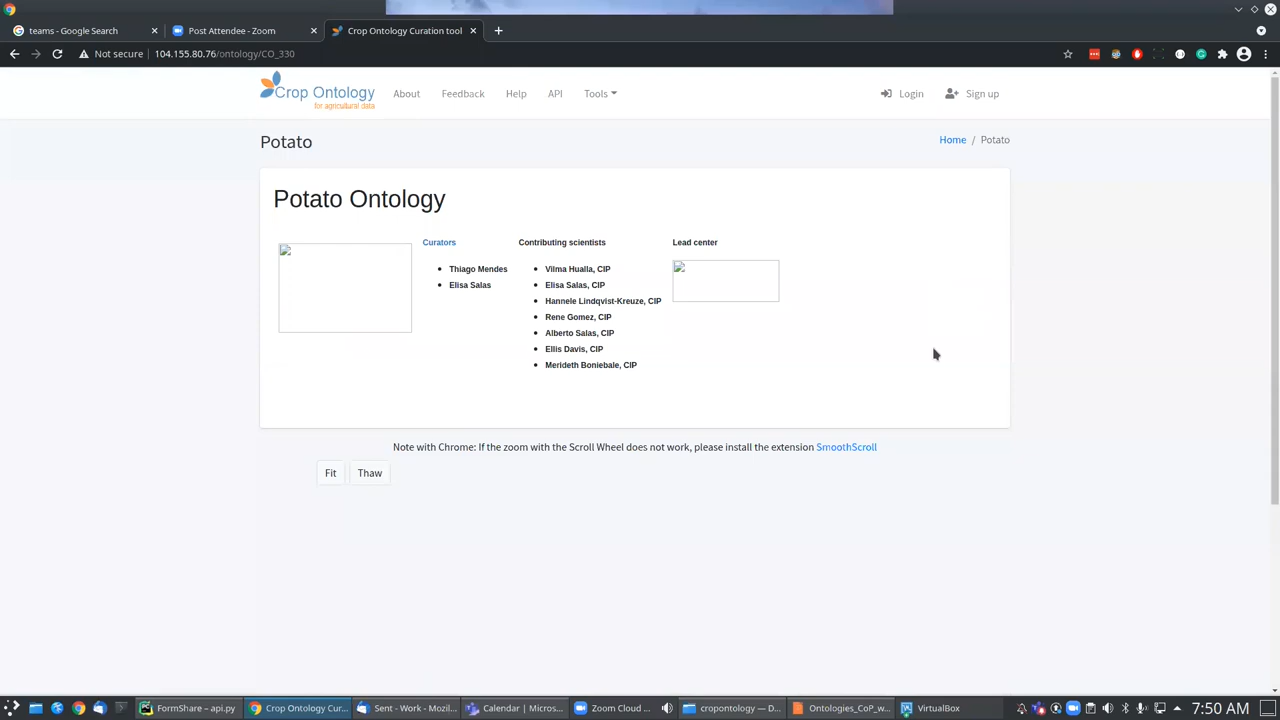 teams - Google Search
Post Attendee - Zoom
Crop Ontology Curation tool
Not secure
104.155.80.76/ontology/CO_330
Crop Ontology
for agricultural data
About
Feedback
Help
API
Tools
Login
Sign up
Potato
Home / Potato
Potato Ontology
Curators
Thiago Mendes
Elisa Salas
Contributing scientists
Vilma Hualla, CIP
Elisa Salas, CIP
Hannele Lindqvist-Kreuze, CIP
Rene Gomez, CIP
Alberto Salas, CIP
Ellis Davis, CIP
Merideth Boniebale, CIP
Lead center
Note with Chrome: If the zoom with the Scroll Wheel does not work, please install the extension SmoothScroll
Fit
Thaw
FormShare – api.py
Crop Ontology Cur...
Sent - Work - Mozil...
Calendar | Micros...
Zoom Cloud ...
cropontology — D...
Ontologies_CoP_w...
VirtualBox
7:50 AM